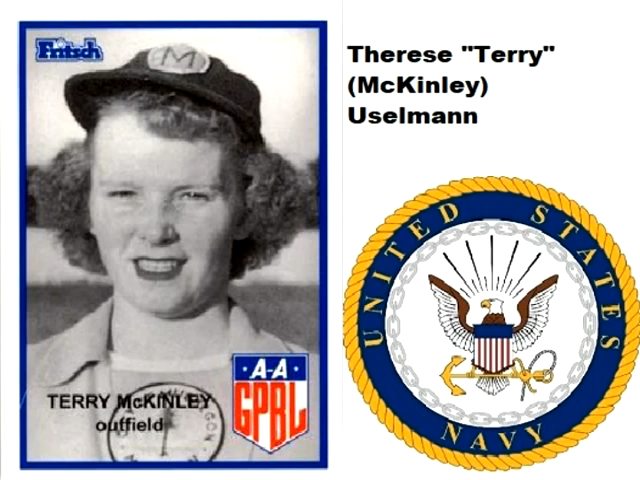 Fritsch
M
TERRY McKINLEY
outfield
A-A
GPBL
Therese "Terry"
(McKinley)
Uselmann
UNITED STATES
NAVY